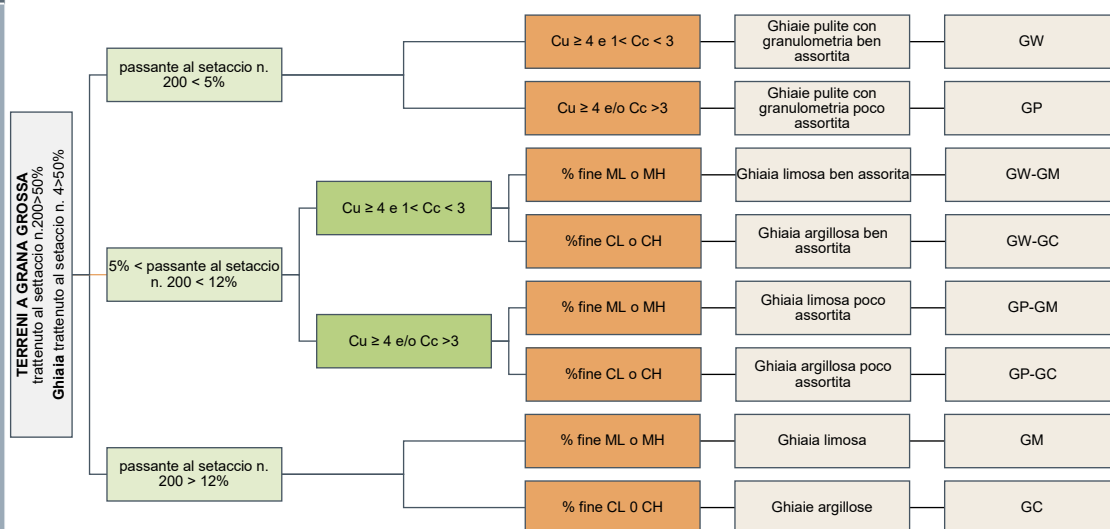 TERRENI A GRANA GROSSA
trattenuto al settaccio n.200>50%
Ghiaia trattenuto al setaccio n. 4>50%
passante al setaccio n.
200 < 5%
Cu ≥ 4 e 1< Cc < 3
Ghiaie pulite con
granulometria ben
assortita
GW
Cu ≥ 4 e/o Cc >3
Ghiaie pulite con
granulometria poco
assortita
GP
5% < passante al setaccio
n. 200 < 12%
Cu ≥ 4 e 1< Cc < 3
% fine ML o MH
Ghiaia limosa ben assorita
GW-GM
%fine CL o CH
Ghiaia argillosa ben
assortita
GW-GC
Cu ≥ 4 e/o Cc >3
% fine ML o MH
Ghiaia limosa poco
assortita
GP-GM
%fine CL o CH
Ghiaia argillosa poco
assortita
GP-GC
passante al setaccio n.
200 > 12%
% fine ML o MH
Ghiaia limosa
GM
% fine CL 0 CH
Ghiaie argillose
GC